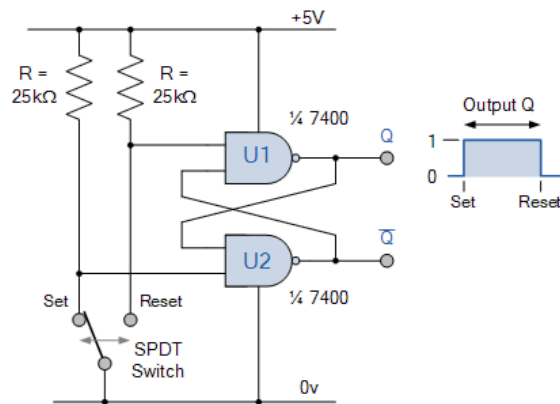 +5V
R =
25kΩ
R =
25kΩ
¼ 7400
U1
Q
Output Q
1
0
Set
Reset
U2
Q̅
¼ 7400
Set
Reset
SPDT
Switch
0v